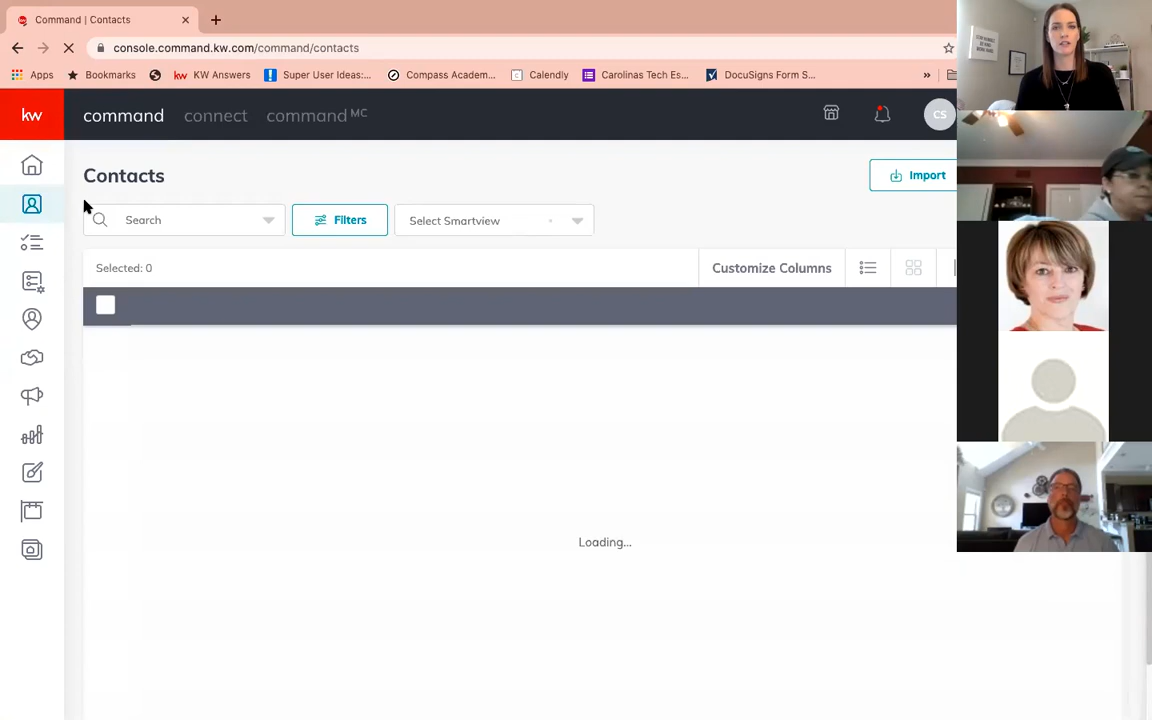 Command | Contacts
console.command.kw.com/command/contacts
Apps
Bookmarks
kw KW Answers
Super User Ideas:...
Compass Academ...
Calendly
Carolinas Tech Es...
DocuSigns Form S...
kw
command
connect
command MC
CS
Contacts
Import
Search
Filters
Select Smartview
Selected: 0
Customize Columns
Loading...